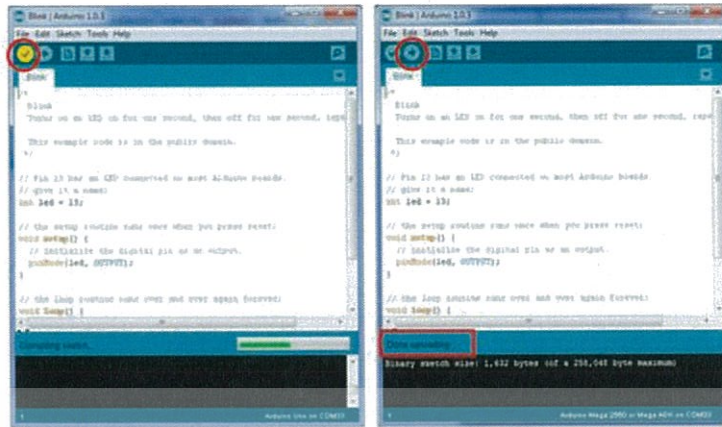 Blink | Arduino 1.0.3
File Edit Sketch Tools Help
Blink
/*
Blink
Turns on an LED on for one second, then off for one second, repe
This example code is in the public domain.
*/
// Pin 13 has an LED connected on most Arduino boards.
// give it a name:
int led = 13;
// the setup routine runs once when you press reset:
void setup() {
// initialize the digital pin as an output.
pinMode(led, OUTPUT);
}
// the loop routine runs over and over again forever:
void loop() {
Compiling sketch...
1
Arduino Uno on COM33
Blink | Arduino 1.0.3
File Edit Sketch Tools Help
Blink
/*
Blink
Turns on an LED on for one second, then off for one second, repe
This example code is in the public domain.
*/
// Pin 13 has an LED connected on most Arduino boards.
// give it a name:
int led = 13;
// the setup routine runs once when you press reset:
void setup() {
// initialize the digital pin as an output.
pinMode(led, OUTPUT);
}
// the loop routine runs over and over again forever:
void loop() {
Done uploading.
Binary sketch size: 1,632 bytes (of a 258,048 byte maximum)
1
Arduino Mega 2560 or Mega ADK on COM33